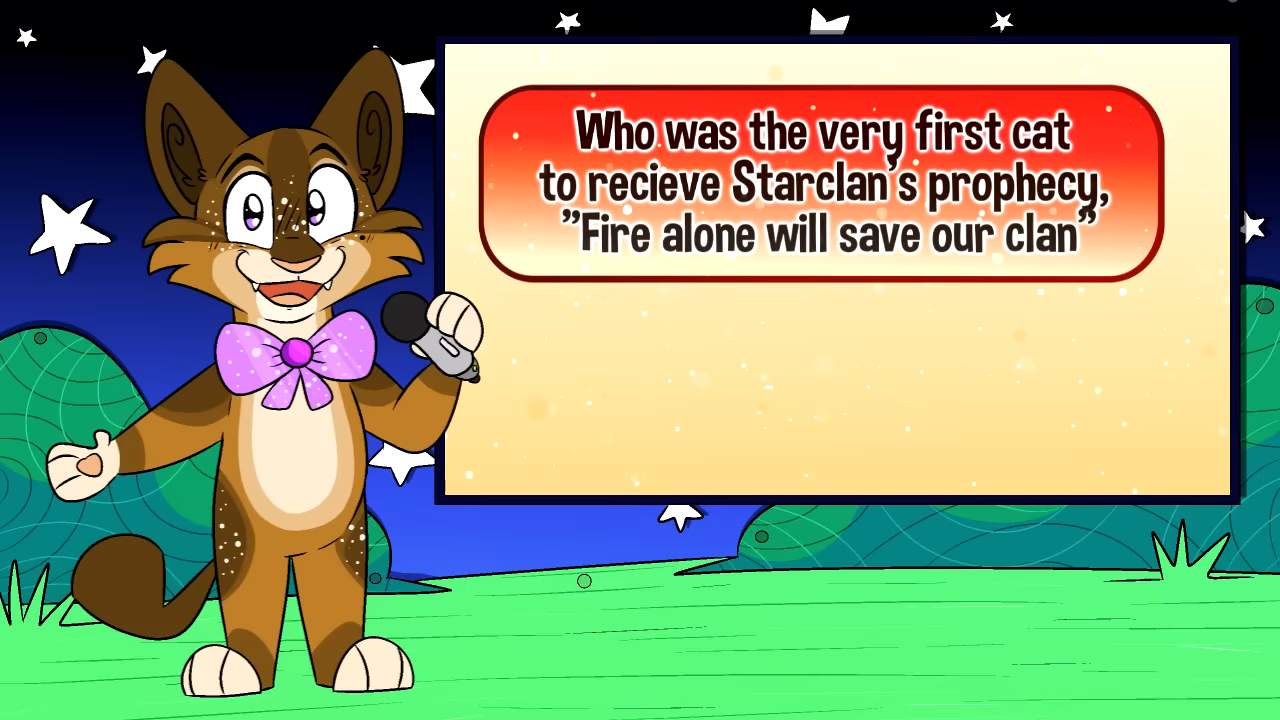 Who was the very first cat
to recieve Starclan's prophecy,
"Fire alone will save our clan"